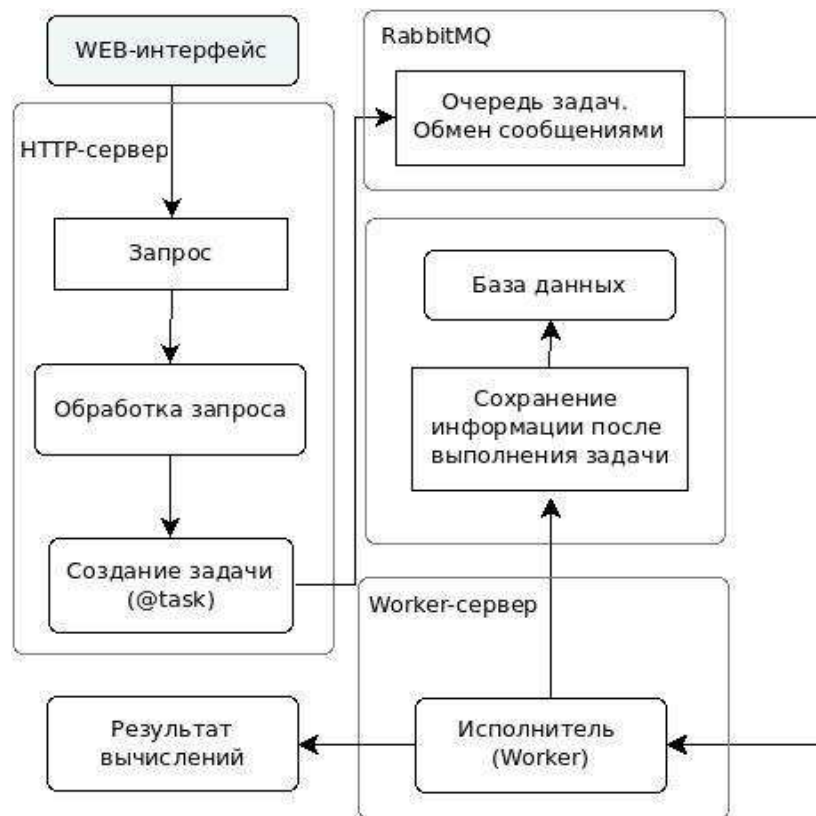 WEB-интерфейс
HTTP-сервер
Запрос
Обработка запроса
Создание задачи
(@task)
RabbitMQ
Очередь задач.
Обмен сообщениями
База данных
Сохранение
информации после
выполнения задачи
Worker-сервер
Исполнитель
(Worker)
Результат
вычислений